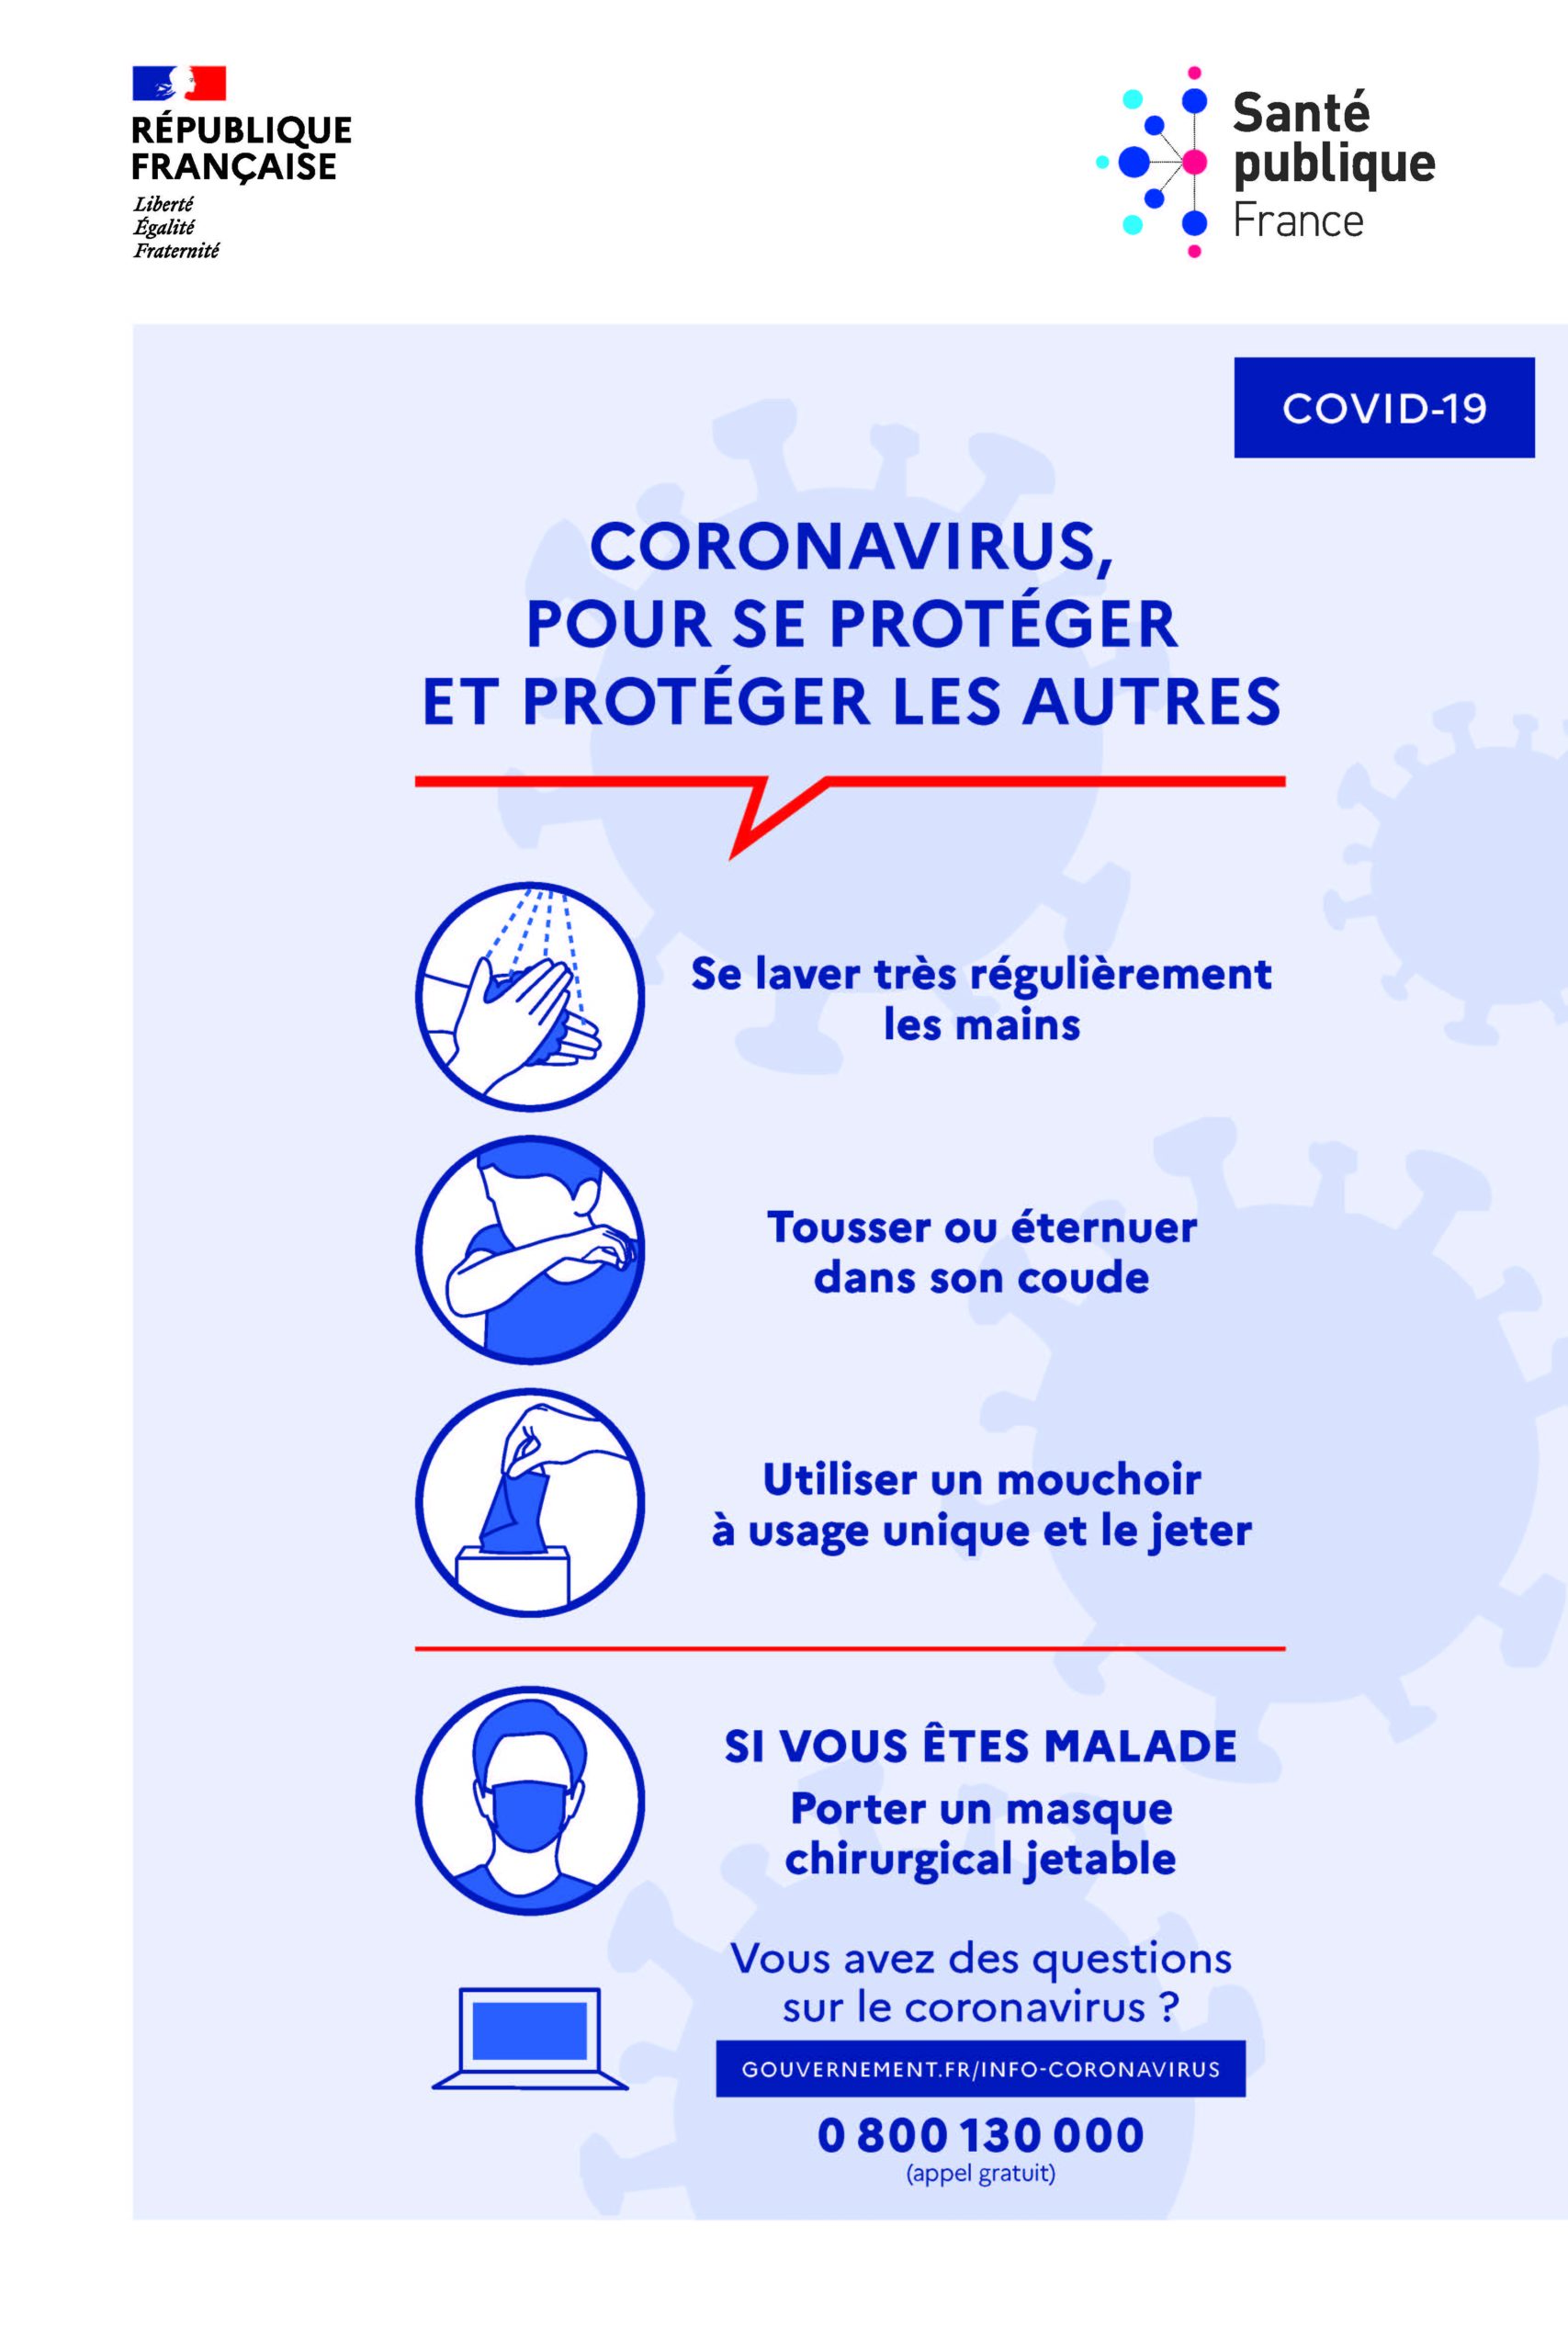 RÉPUBLIQUE
FRANÇAISE
Liberté
Égalité
Fraternité
Santé
publique
France
COVID-19
CORONAVIRUS,
POUR SE PROTÉGER
ET PROTÉGER LES AUTRES
Se laver très régulièrement
les mains
Tousser ou éternuer
dans son coude
Utiliser un mouchoir
à usage unique et le jeter
SI VOUS ÊTES MALADE
Porter un masque
chirurgical jetable
Vous avez des questions
sur le coronavirus ?
GOUVERNEMENT.FR/INFO-CORONAVIRUS
0 800 130 000
(appel gratuit)